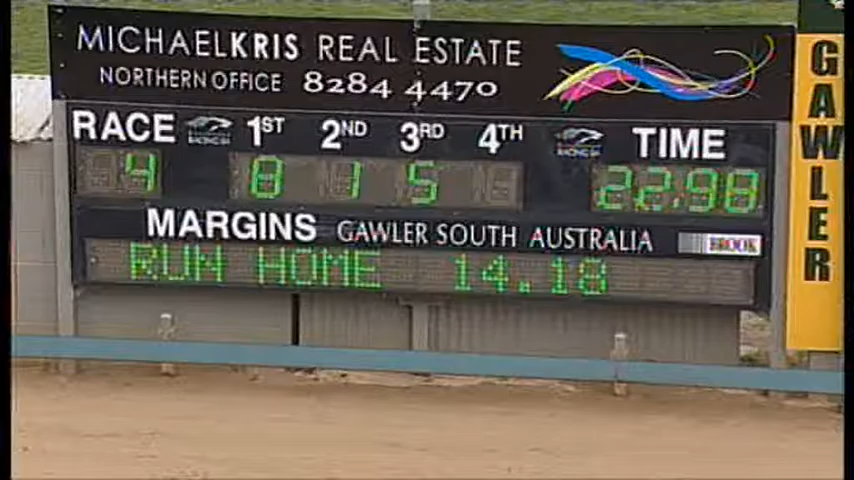 MICHAELKRIS REAL ESTATE
NORTHERN OFFICE 8284 4470
GAWLER
RACE 1ST 2ND 3RD 4TH TIME
4 8 1 5 22.98
MARGINS GAWLER SOUTH AUSTRALIA BROOK
RUN HOME 14.18